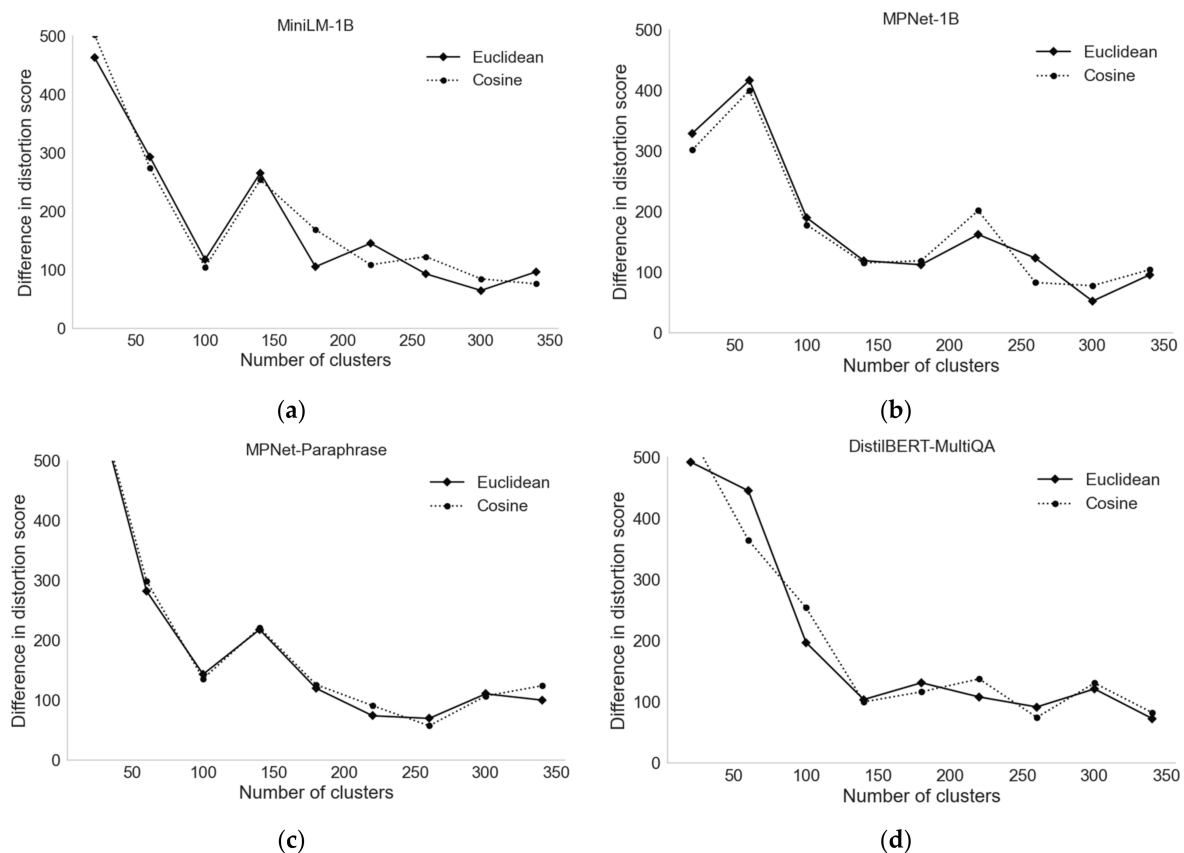 MiniLM-1B
Difference in distortion score
500
400
300
200
100
0
Euclidean
Cosine
50
100
150
200
250
300
350
Number of clusters
(a)
MPNet-1B
Difference in distortion score
500
400
300
200
100
0
Euclidean
Cosine
50
100
150
200
250
300
350
Number of clusters
(b)
MPNet-Paraphrase
Difference in distortion score
500
400
300
200
100
0
Euclidean
Cosine
50
100
150
200
250
300
350
Number of clusters
(c)
DistilBERT-MultiQA
Difference in distortion score
500
400
300
200
100
0
Euclidean
Cosine
50
100
150
200
250
300
350
Number of clusters
(d)